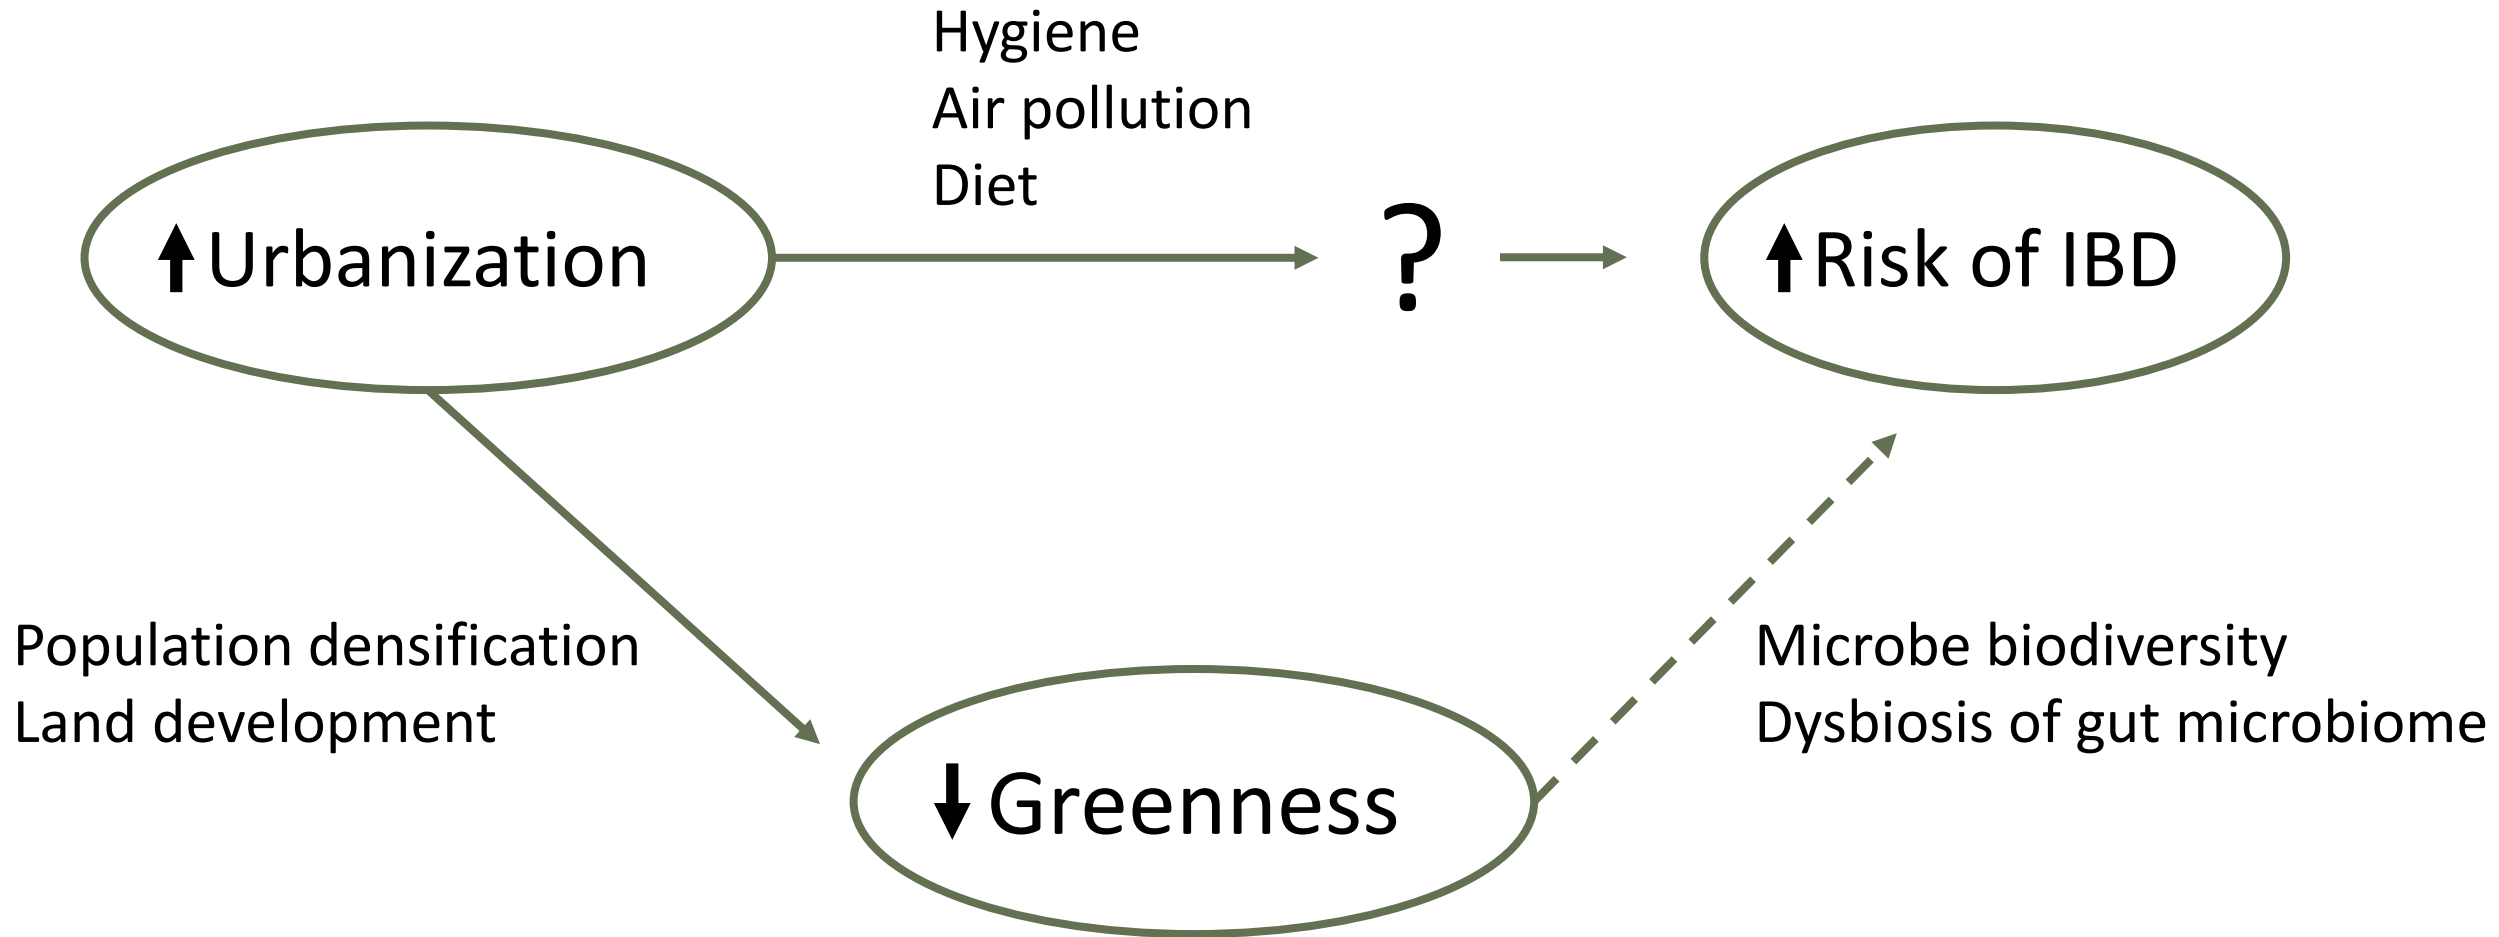 Hygiene
Air pollution
Diet
Urbanization
?
Risk of IBD
Population densification
Land development
Microbe biodiversity
Dysbiosis of gut microbiome
Greenness